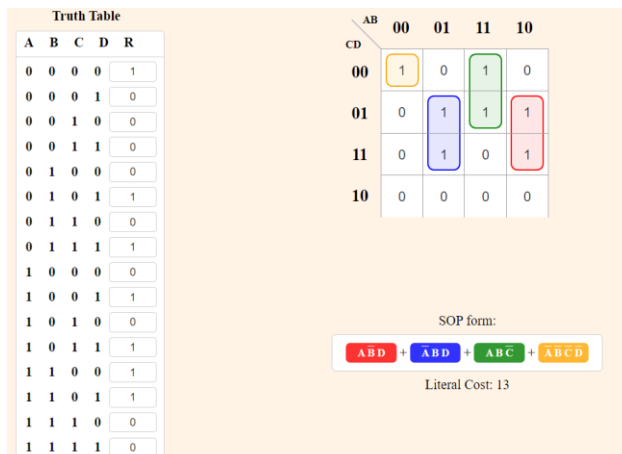 Truth Table
A B C D R
0 0 0 0 1
0 0 0 1 0
0 0 1 0 0
0 0 1 1 0
0 1 0 0 0
0 1 0 1 1
0 1 1 0 0
0 1 1 1 1
1 0 0 0 0
1 0 0 1 1
1 0 1 0 0
1 0 1 1 1
1 1 0 0 1
1 1 0 1 1
1 1 1 0 0
1 1 1 1 0
AB
CD
00 01 11 10
00 1 0 1 0
01 0 1 1 1
11 0 1 0 1
10 0 0 0 0
SOP form:
AB̅D + A̅BD + ABC̅ + A̅B̅C̅D̅
Literal Cost: 13